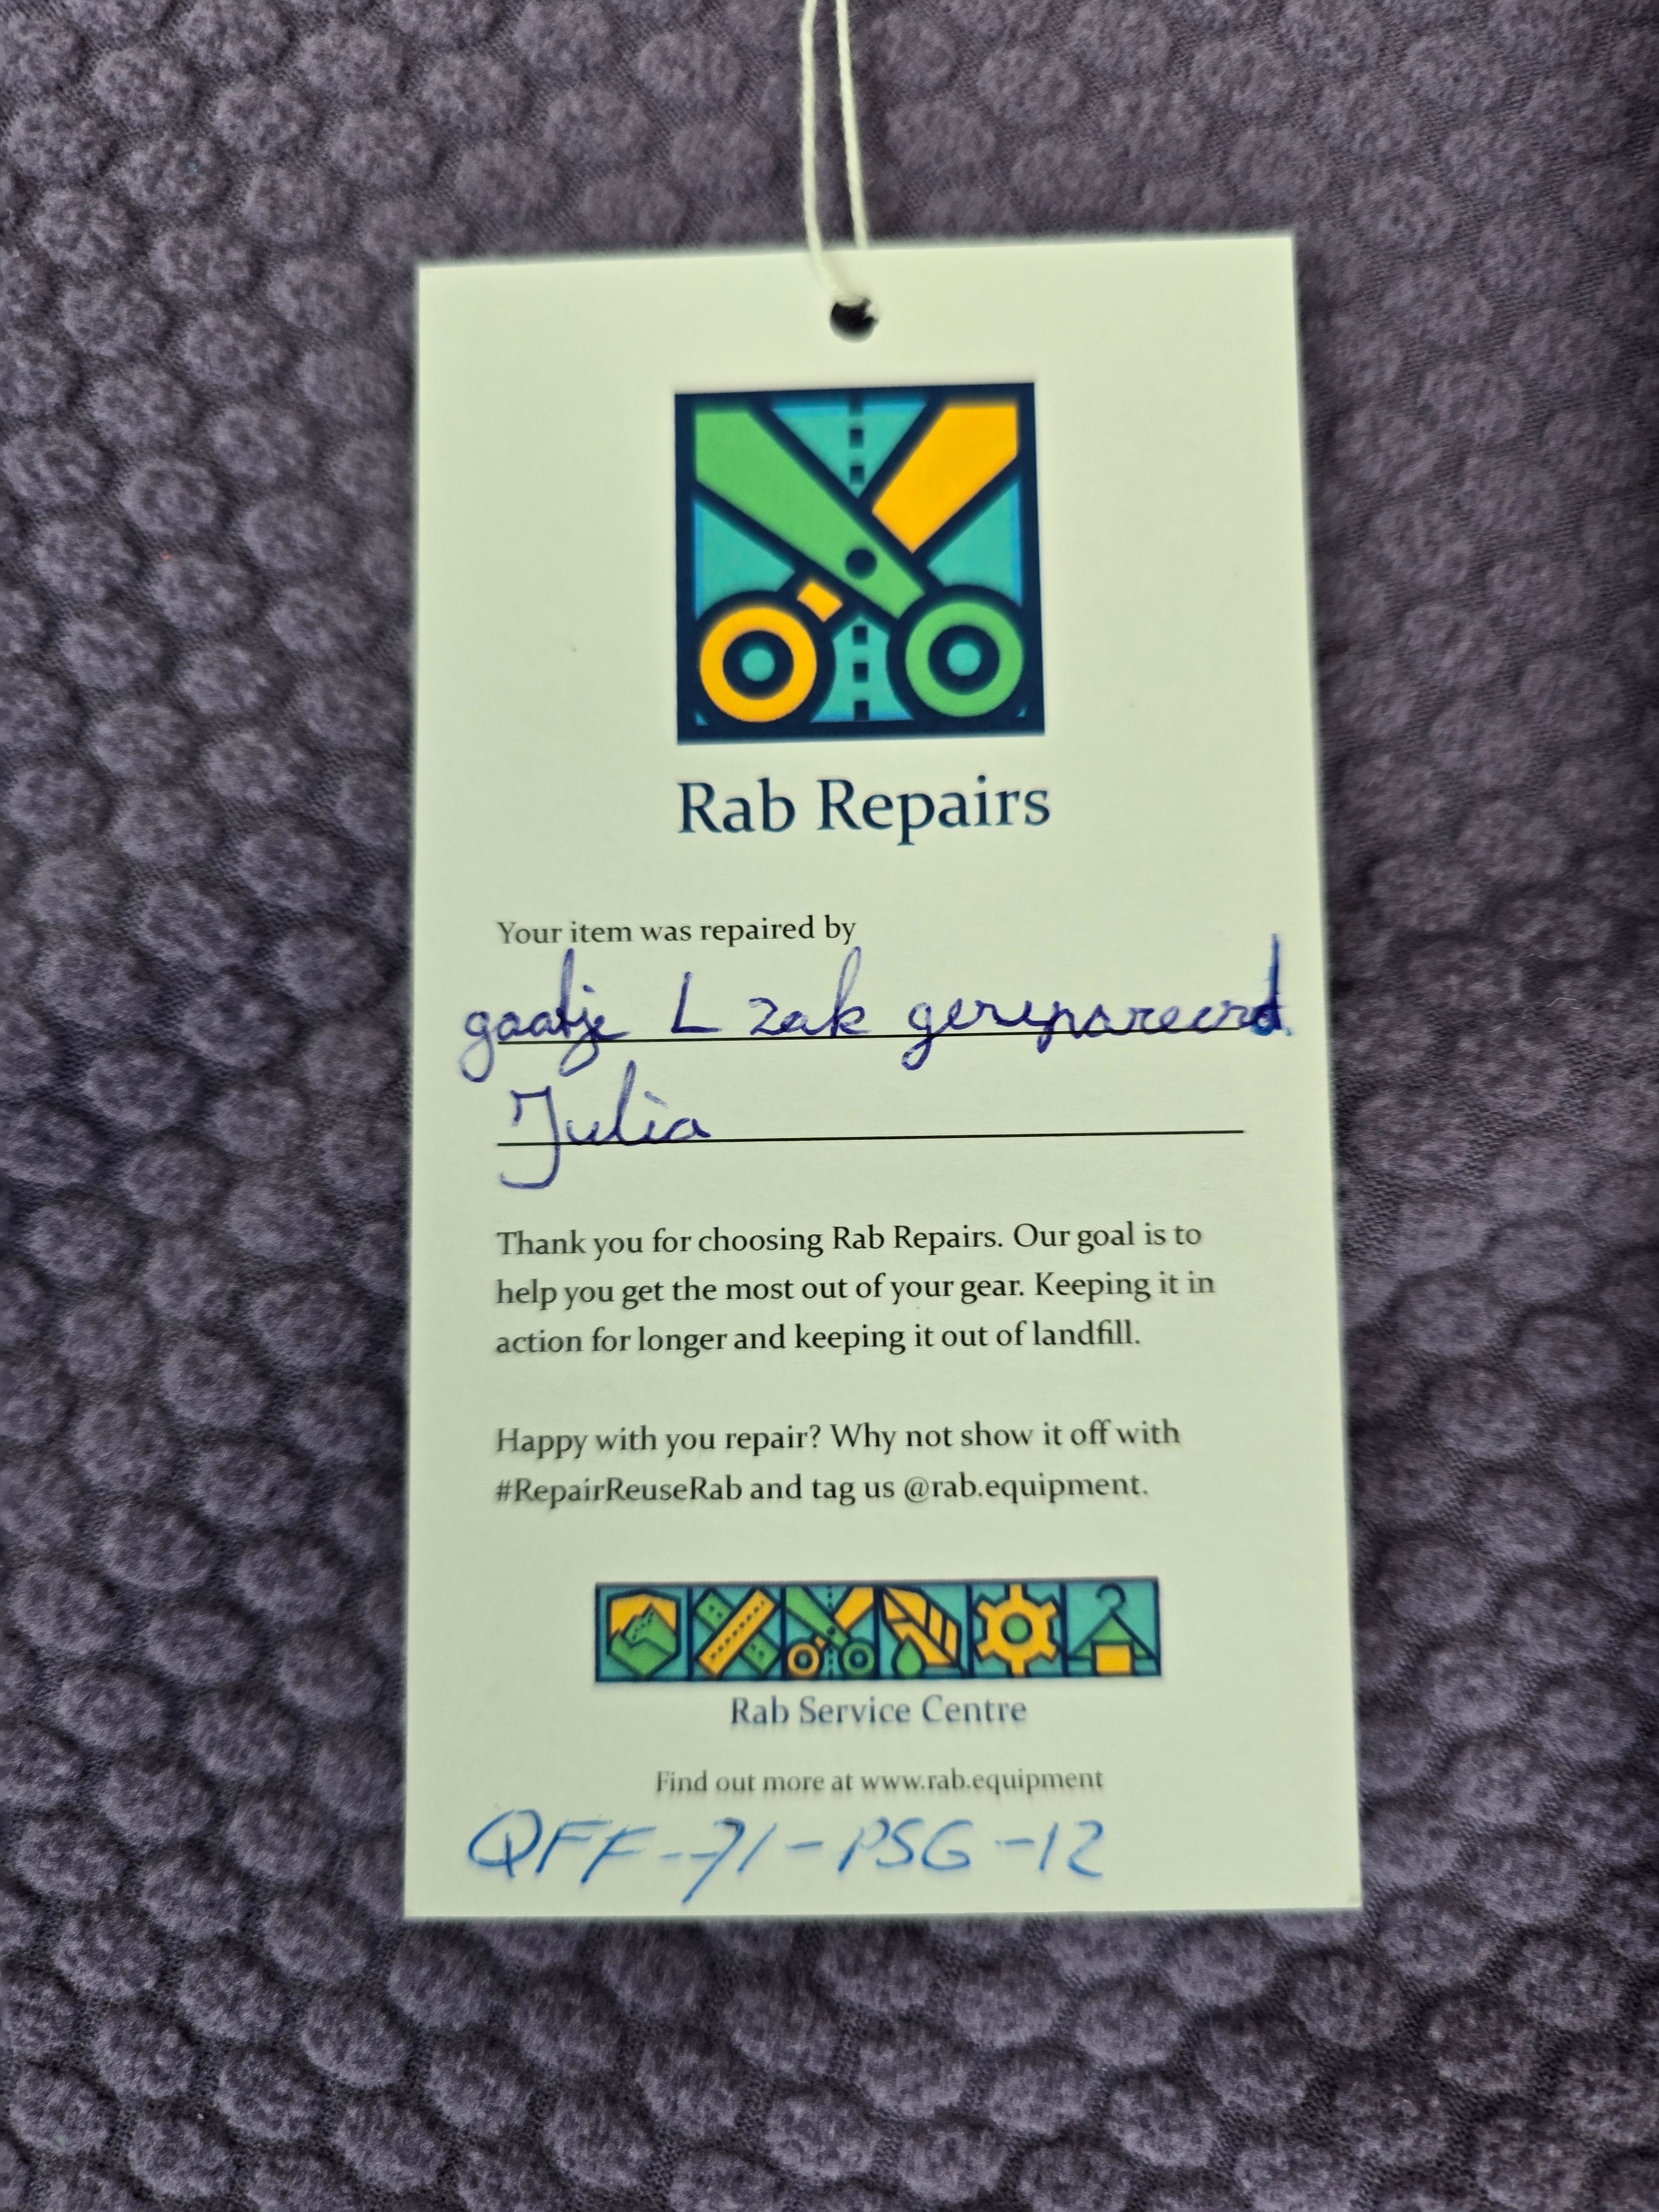 Rab Repairs
Your item was repaired by
gaatje L zak gerepareerd.
Julia
Thank you for choosing Rab Repairs. Our goal is to
help you get the most out of your gear. Keeping it in
action for longer and keeping it out of landfill.
Happy with you repair? Why not show it off with
#RepairReuseRab and tag us @rab.equipment.
Rab Service Centre
Find out more at www.rab.equipment
QFF-71-PSG-12